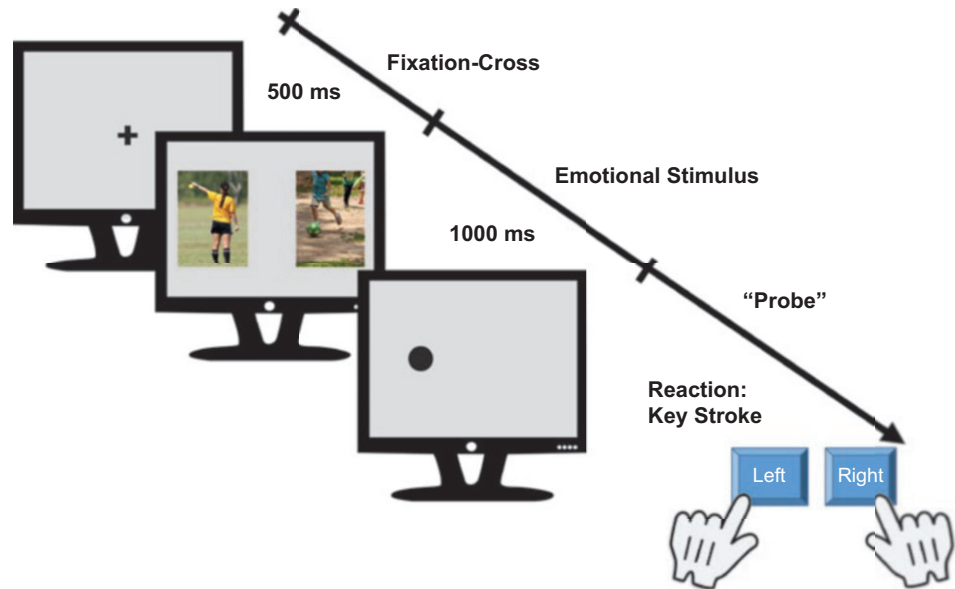 Fixation-Cross
500 ms
Emotional Stimulus
1000 ms
“Probe”
Reaction:
Key Stroke
Left
Right